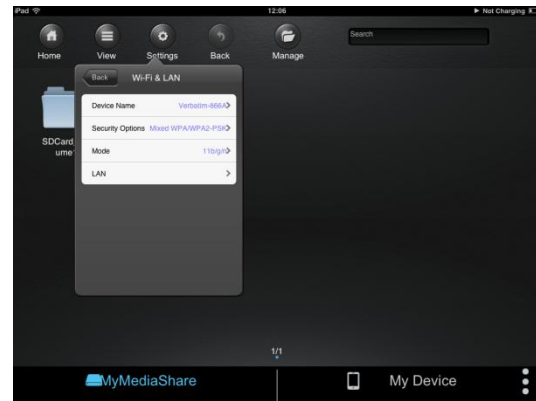 iPad 12:06 Not Charging
Home View Settings Back Manage Search
Back Wi-Fi & LAN
Device Name Verbatim-866A
Security Options Mixed WPA/WPA2-PSK
Mode 11b/g/n
LAN
SDCard
ume
1/1
MyMediaShare My Device